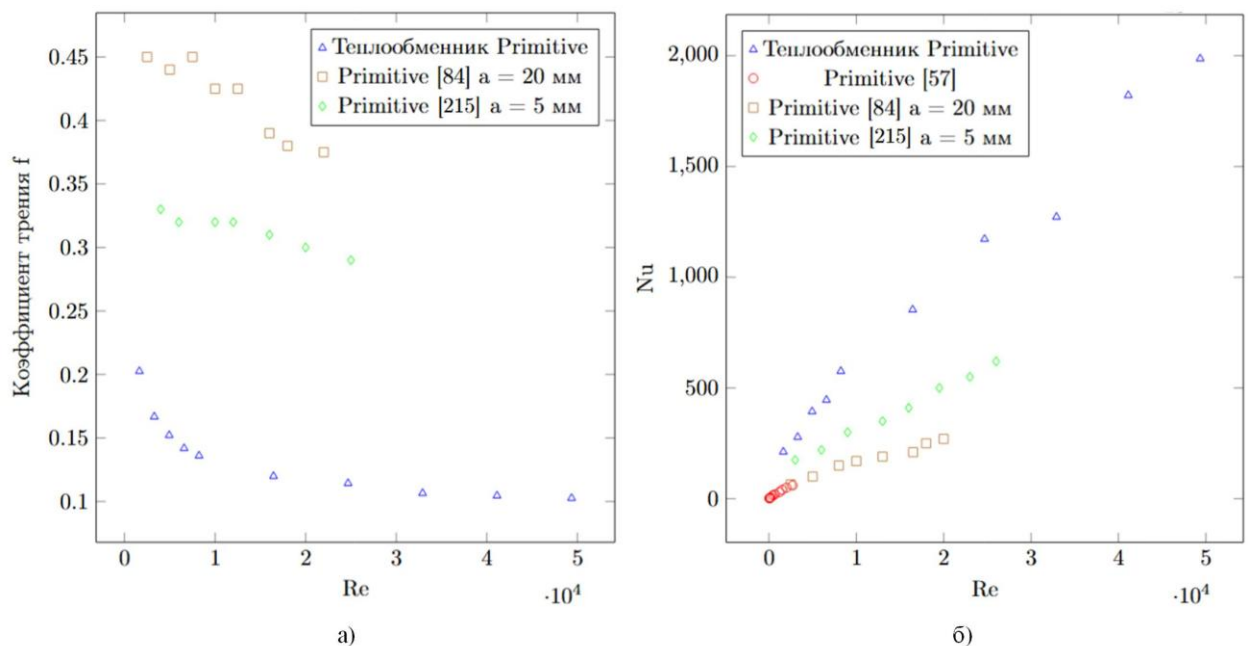 Теплообменник Primitive
Primitive [84] a = 20 мм
Primitive [215] a = 5 мм
0.45
0.4
0.35
0.3
0.25
0.2
0.15
0.1
Коэффициент трения f
0 1 2 3 4 5
Re
·10⁴
а)
Теплообменник Primitive
Primitive [57]
Primitive [84] a = 20 мм
Primitive [215] a = 5 мм
2,000
1,500
1,000
500
0
Nu
0 1 2 3 4 5
Re
·10⁴
б)